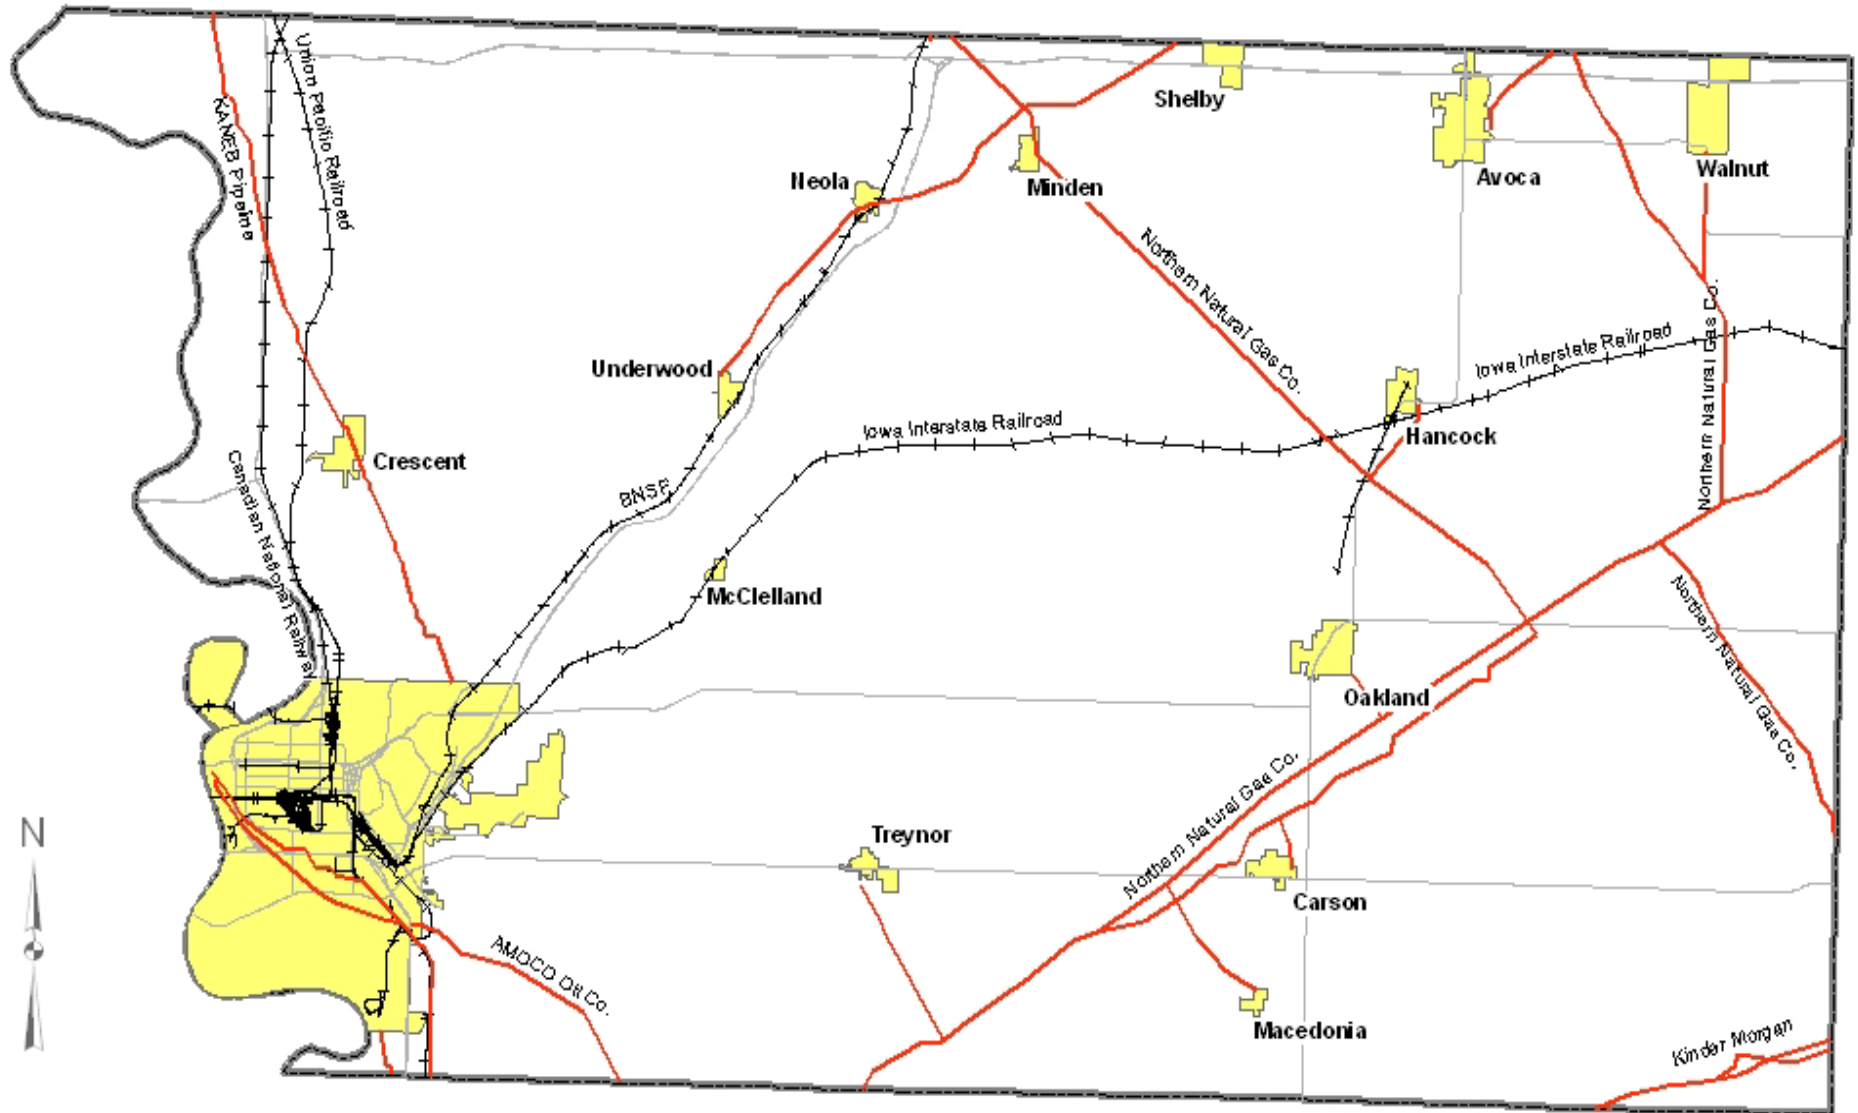 Union Pacific Railroad
KANEB Pipeline
Shelby
Neola
Minden
Avoca
Walnut
Northern Natural Gas Co.
Northern Natural Gas Co.
Iowa Interstate Railroad
Underwood
Iowa Interstate Railroad
Hancock
Crescent
Canadian National Railway
BNSF
McClelland
Northern Natural Gas Co.
Oakland
Northern Natural Gas Co.
N
Treynor
Carson
AMOCO Oil Co.
Macedonia
Kinder Morgan